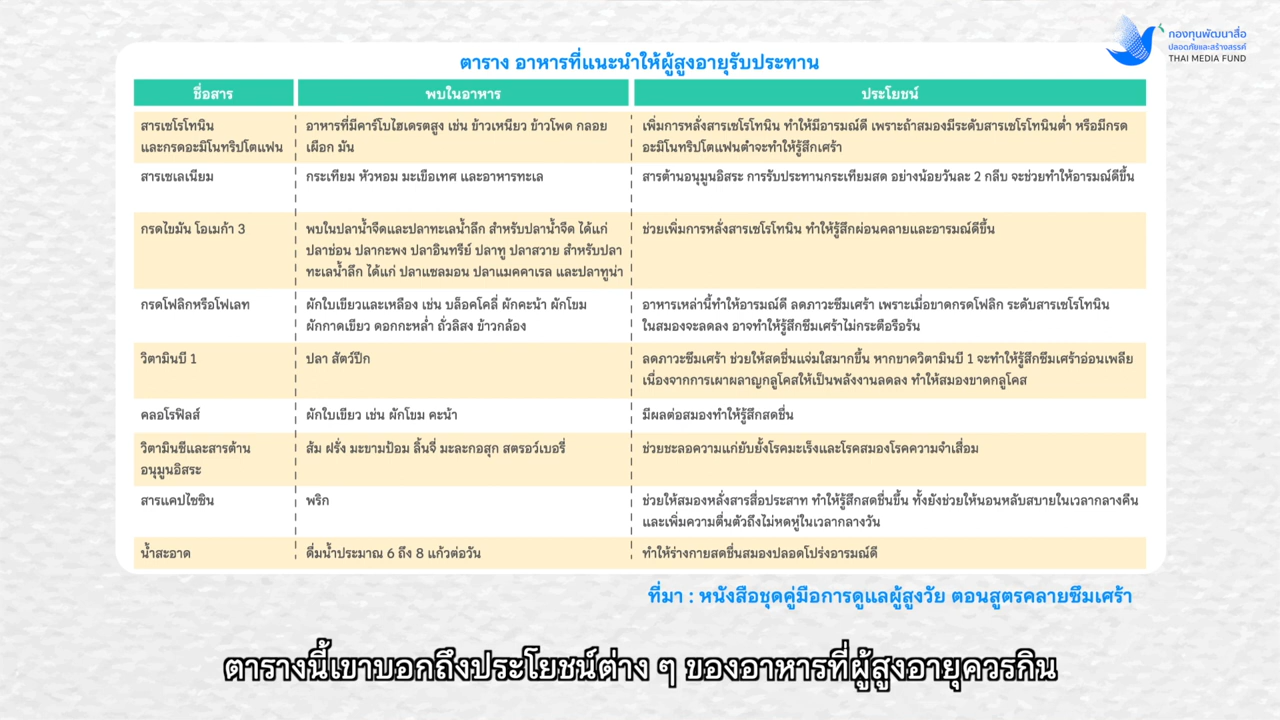 กองทุนพัฒนาสื่อ
ปลอดภัยและสร้างสรรค์
THAI MEDIA FUND
ตาราง อาหารที่แนะนำให้ผู้สูงอายุรับประทาน
ชื่อสาร พบในอาหาร ประโยชน์
สารเซโรโทนิน อาหารที่มีคาร์โบไฮเดรตสูง เช่น ข้าวเหนียว ข้าวโพด กลอย เพิ่มการหลั่งสารเซโรโทนิน ทำให้มีอารมณ์ดี เพราะถ้าสมองมีระดับสารเซโรโทนินต่ำ หรือมีกรด
และกรดอะมิโนทริปโตแฟน เผือก มัน อะมิโนทริปโตแฟนต่ำจะทำให้รู้สึกเศร้า
สารเซเลเนียม กระเทียม หัวหอม มะเขือเทศ และอาหารทะเล สารต้านอนุมูนอิสระ การรับประทานกระเทียมสด อย่างน้อยวันละ 2 กลีบ จะช่วยทำให้อารมณ์ดีขึ้น
กรดไขมัน โอเมก้า 3 พบในปลาน้ำจืดและปลาทะเลน้ำลึก สำหรับปลาน้ำจืด ได้แก่ ช่วยเพิ่มการหลั่งสารเซโรโทนิน ทำให้รู้สึกผ่อนคลายและอารมณ์ดีขึ้น
ปลาช่อน ปลากะพง ปลาอินทรีย์ ปลาทู ปลาสวาย สำหรับปลา
ทะเลน้ำลึก ได้แก่ ปลาแซลมอน ปลาแมคคาเรล และปลาทูน่า
กรดโฟลิกหรือโฟเลท ผักใบเขียวและเหลือง เช่น บล็อคโคลี่ ผักคะน้า ผักโขม อาหารเหล่านี้ทำให้อารมณ์ดี ลดภาวะซึมเศร้า เพราะเมื่อขาดกรดโฟลิก ระดับสารเซโรโทนิน
ผักกาดเขียว ดอกกะหล่ำ ถั่วลิสง ข้าวกล้อง ในสมองจะลดลง อาจทำให้รู้สึกซึมเศร้าไม่กระตือรือร้น
วิตามินบี 1 ปลา สัตว์ปีก ลดภาวะซึมเศร้า ช่วยให้สดชื่นแจ่มใสมากขึ้น หากขาดวิตามินบี 1 จะทำให้รู้สึกซึมเศร้าอ่อนเพลีย
เนื่องจากการเผาผลาญกลูโคสให้เป็นพลังงานลดลง ทำให้สมองขาดกลูโคส
คลอโรฟิลส์ ผักใบเขียว เช่น ผักโขม คะน้า มีผลต่อสมองทำให้รู้สึกสดชื่น
วิตามินซีและสารต้าน ส้ม ฝรั่ง มะขามป้อม ลิ้นจี่ มะละกอสุก สตรอว์เบอรี่ ช่วยชะลอความแก่ยับยั้งโรคมะเร็งและโรคสมองโรคความจำเสื่อม
อนุมูนอิสระ
สารแคปไซซิน พริก ช่วยให้สมองหลั่งสารสื่อประสาท ทำให้รู้สึกสดชื่นขึ้น ทั้งยังช่วยให้นอนหลับสบายในเวลากลางคืน
และเพิ่มความตื่นตัวถึงไม่หดหู่ในเวลากลางวัน
น้ำสะอาด ดื่มน้ำประมาณ 6 ถึง 8 แก้วต่อวัน ทำให้ร่างกายสดชื่นสมองปลอดโปร่งอารมณ์ดี
ที่มา : หนังสือชุดคู่มือการดูแลผู้สูงวัย ตอนสูตรคลายซึมเศร้า
ตารางนี้เขาบอกถึงประโยชน์ต่าง ๆ ของอาหารที่ผู้สูงอายุควรกิน